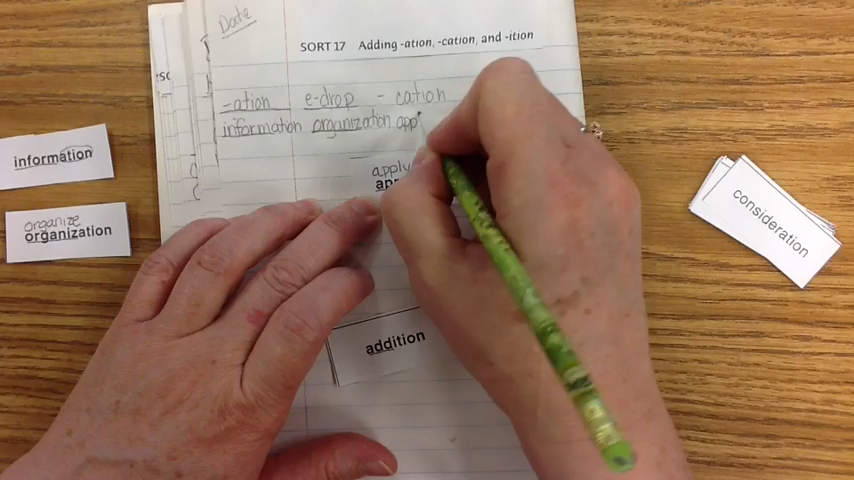 Date
SORT 17 Adding -ation, -cation, and -ition
-ation e-drop - cation
information organization app
apply
information
organize
organization
addition
consideration